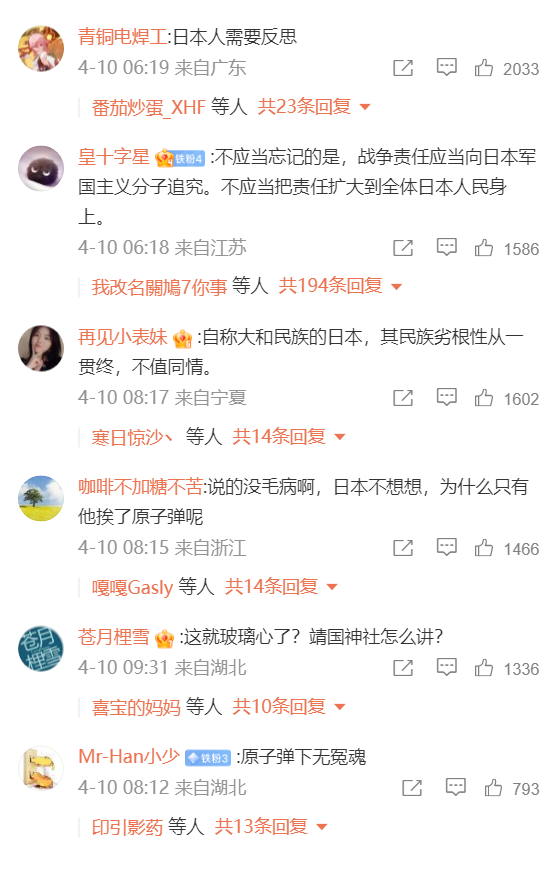 青铜电焊工:日本人需要反思
4-10 06:19 来自广东 2033
番茄炒蛋_XHF 等人 共23条回复
皇十字星 铁粉4 :不应当忘记的是，战争责任应当向日本军
国主义分子追究。不应当把责任扩大到全体日本人民身
上。
4-10 06:18 来自江苏 1586
我改名關鳩7你事 等人 共194条回复
再见小表妹 :自称大和民族的日本，其民族劣根性从一
贯终，不值同情。
4-10 08:17 来自宁夏 1602
寒日惊沙丶 等人 共14条回复
咖啡不加糖不苦:说的没毛病啊，日本不想想，为什么只有
他挨了原子弹呢
4-10 08:15 来自浙江 1466
嘎嘎Gasly 等人 共14条回复
苍月
梩雪
苍月梩雪 :这就玻璃心了？靖国神社怎么讲？
4-10 09:31 来自湖北 1336
喜宝的妈妈 等人 共10条回复
Mr-Han小少 铁粉3 :原子弹下无冤魂
4-10 08:12 来自湖北 793
印引影药 等人 共13条回复